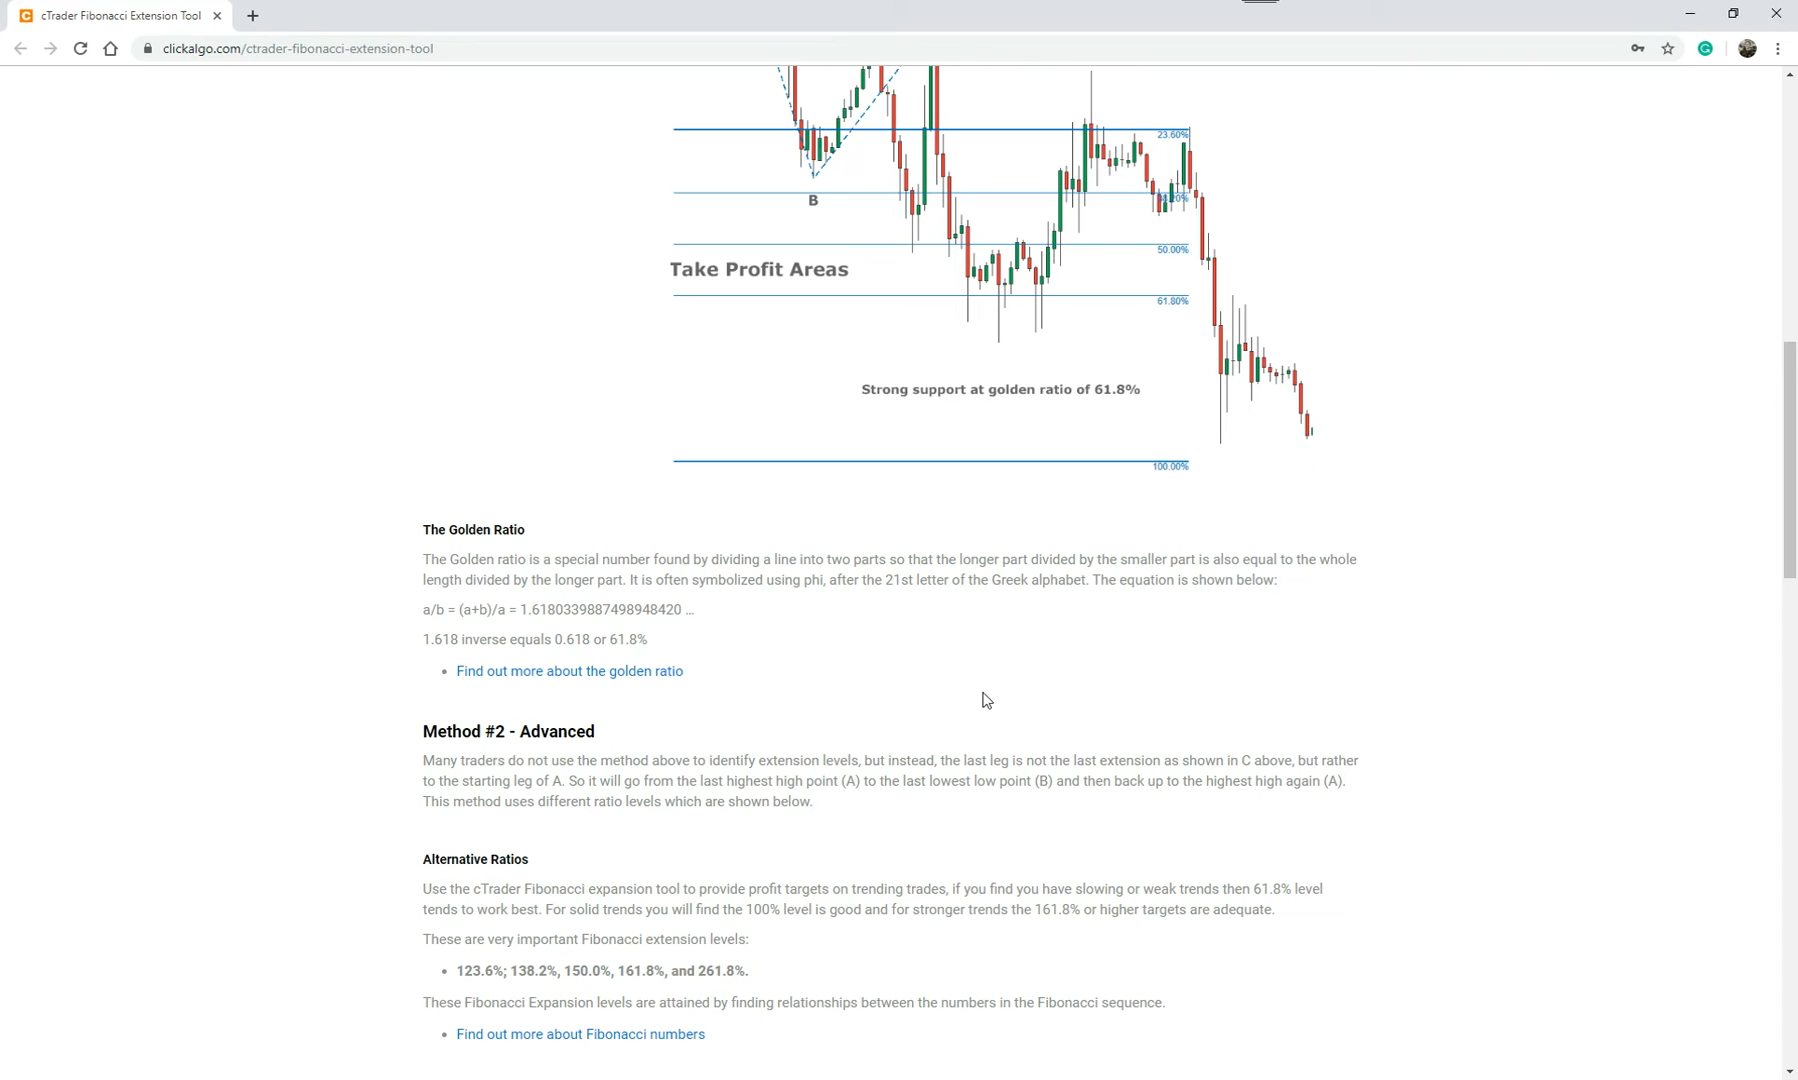 cTrader Fibonacci Extension Tool
clickalgo.com/ctrader-fibonacci-extension-tool
23.60%
B
50.00%
Take Profit Areas
61.80%
Strong support at golden ratio of 61.8%
100.00%
The Golden Ratio
The Golden ratio is a special number found by dividing a line into two parts so that the longer part divided by the smaller part is also equal to the whole
length divided by the longer part. It is often symbolized using phi, after the 21st letter of the Greek alphabet. The equation is shown below:
a/b = (a+b)/a = 1.6180339887498948420 ...
1.618 inverse equals 0.618 or 61.8%
Find out more about the golden ratio
Method #2 - Advanced
Many traders do not use the method above to identify extension levels, but instead, the last leg is not the last extension as shown in C above, but rather
to the starting leg of A. So it will go from the last highest high point (A) to the last lowest low point (B) and then back up to the highest high again (A).
This method uses different ratio levels which are shown below.
Alternative Ratios
Use the cTrader Fibonacci expansion tool to provide profit targets on trending trades, if you find you have slowing or weak trends then 61.8% level
tends to work best. For solid trends you will find the 100% level is good and for stronger trends the 161.8% or higher targets are adequate.
These are very important Fibonacci extension levels:
123.6%; 138.2%, 150.0%, 161.8%, and 261.8%.
These Fibonacci Expansion levels are attained by finding relationships between the numbers in the Fibonacci sequence.
Find out more about Fibonacci numbers